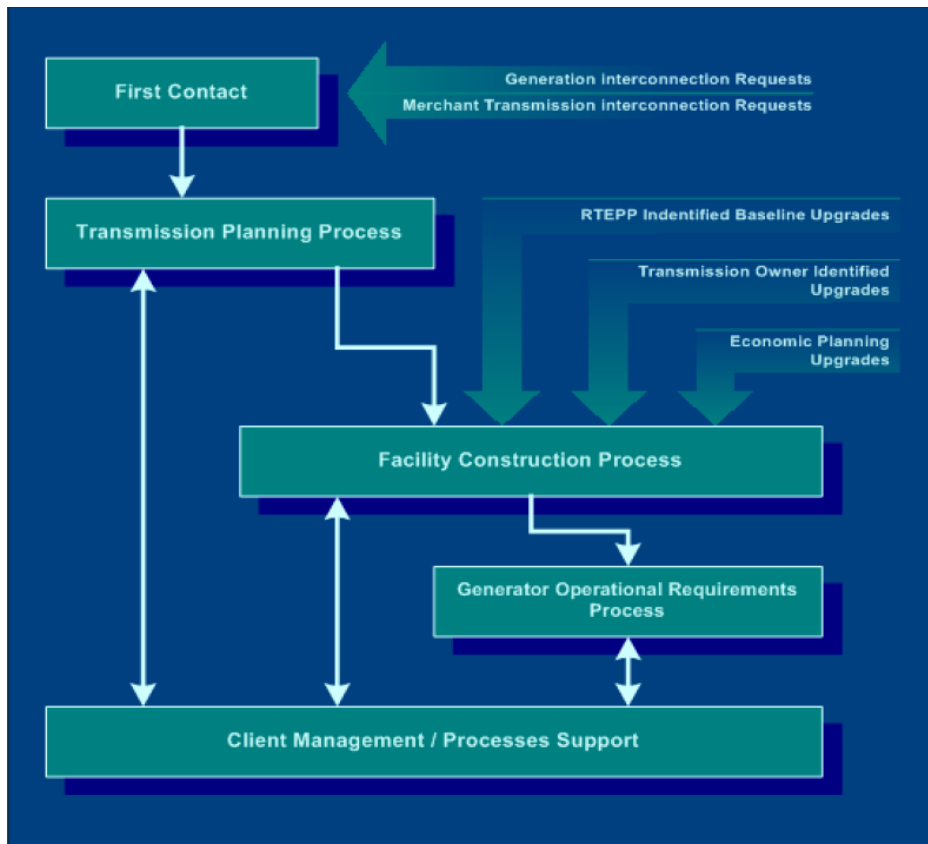 First Contact
Generation interconnection Requests
Merchant Transmission interconnection Requests
Transmission Planning Process
RTEPP Indentified Baseline Upgrades
Transmission Owner Identified
Upgrades
Economic Planning
Upgrades
Facility Construction Process
Generator Operational Requirements
Process
Client Management / Processes Support